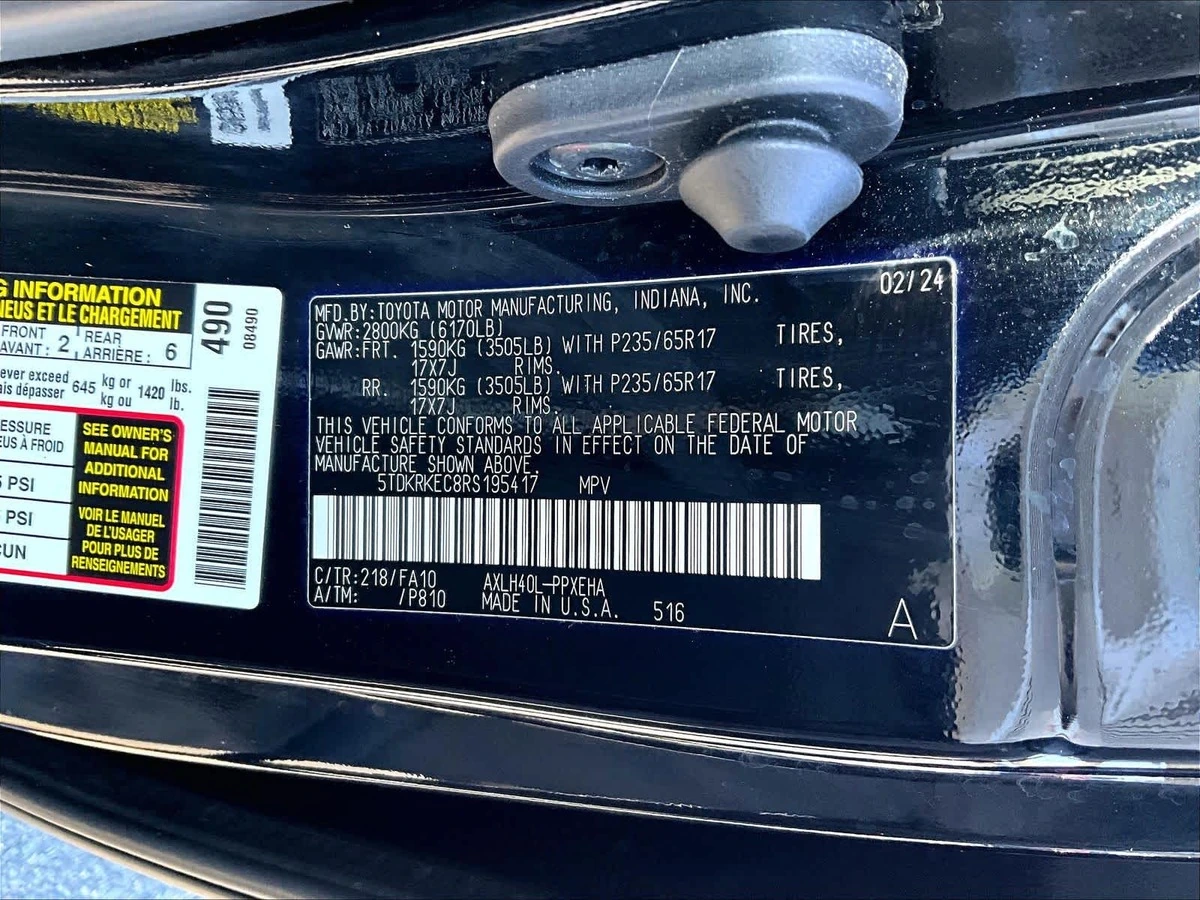 G INFORMATION
NEUS ET LE CHARGEMENT
FRONT
AVANT : 2
REAR
ARRIÈRE : 6
ever exceed
ais dépasser
645
kg or
kg ou
1420
lbs.
lb.
ESSURE
EUS À FROID
5 PSI
PSI
CUN
SEE OWNER'S
MANUAL FOR
ADDITIONAL
INFORMATION
VOIR LE MANUEL
DE L'USAGER
POUR PLUS DE
RENSEIGNEMENTS
490
08490
02/24
MFD.BY:TOYOTA MOTOR MANUFACTURING, INDIANA, INC.
GVWR:2800KG (6170LB)
GAWR:FRT. 1590KG (3505LB) WITH P235/65R17 TIRES,
17X7J RIMS.
RR. 1590KG (3505LB) WITH P235/65R17 TIRES,
17X7J RIMS.
THIS VEHICLE CONFORMS TO ALL APPLICABLE FEDERAL MOTOR
VEHICLE SAFETY STANDARDS IN EFFECT ON THE DATE OF
MANUFACTURE SHOWN ABOVE.
5TDKRKEC8RS195417 MPV
C/TR:218/FA10 AXLH40L-PPXEHA
A/TM: /P810 MADE IN U.S.A. 516
A